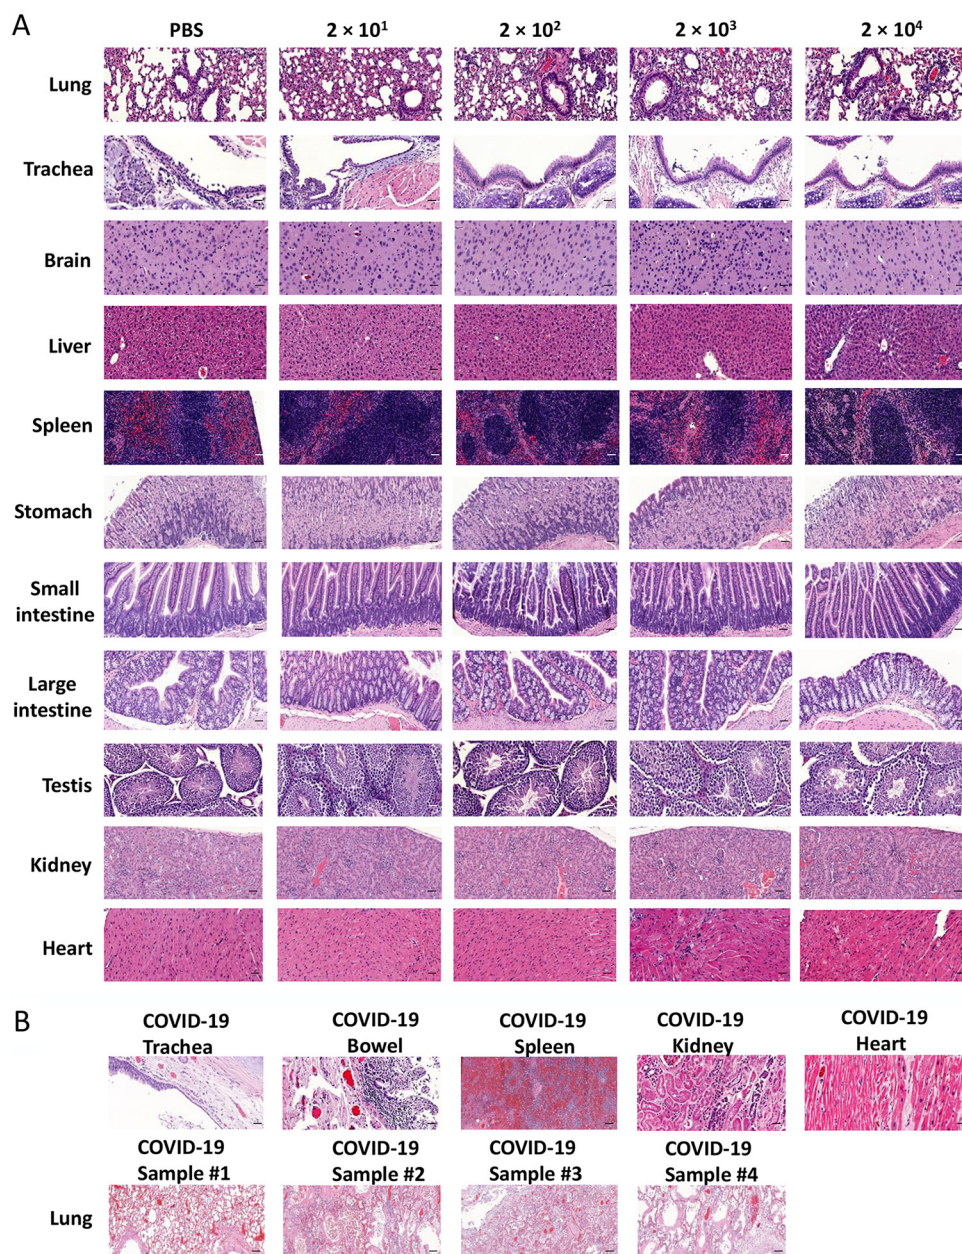 A
PBS 2 × 10¹ 2 × 10² 2 × 10³ 2 × 10⁴
Lung
Trachea
Brain
Liver
Spleen
Stomach
Small
intestine
Large
intestine
Testis
Kidney
Heart
B
COVID-19 COVID-19 COVID-19 COVID-19 COVID-19
Trachea Bowel Spleen Kidney Heart
COVID-19 COVID-19 COVID-19 COVID-19
Sample #1 Sample #2 Sample #3 Sample #4
Lung